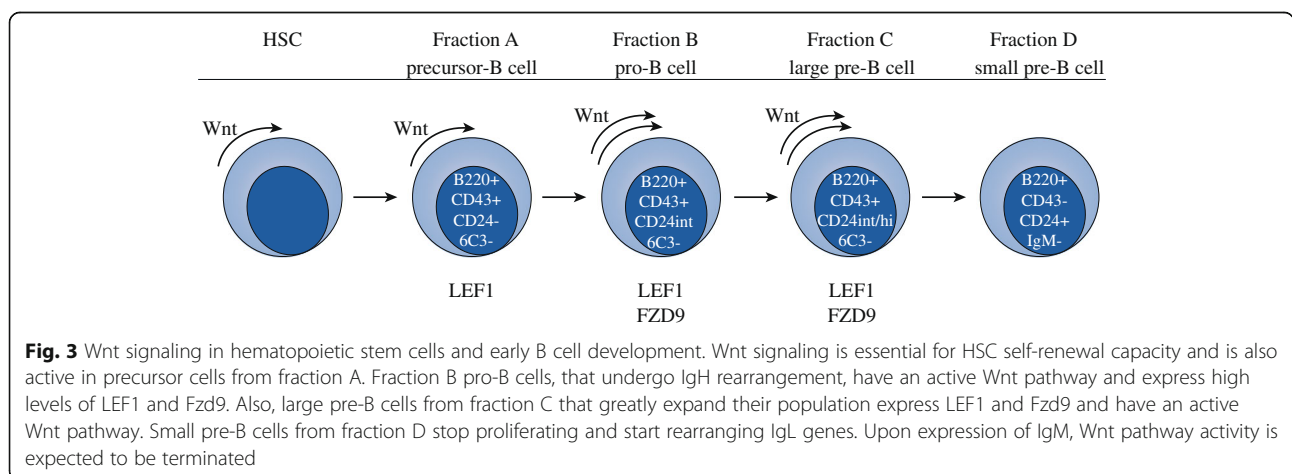 HSC
Fraction A
precursor-B cell
Fraction B
pro-B cell
Fraction C
large pre-B cell
Fraction D
small pre-B cell
Wnt
Wnt
B220+
CD43+
CD24-
6C3-
Wnt
B220+
CD43+
CD24int
6C3-
Wnt
B220+
CD43+
CD24int/hi
6C3-
B220+
CD43-
CD24+
IgM-
LEF1
LEF1
FZD9
LEF1
FZD9
Fig. 3 Wnt signaling in hematopoietic stem cells and early B cell development. Wnt signaling is essential for HSC self-renewal capacity and is also
active in precursor cells from fraction A. Fraction B pro-B cells, that undergo IgH rearrangement, have an active Wnt pathway and express high
levels of LEF1 and Fzd9. Also, large pre-B cells from fraction C that greatly expand their population express LEF1 and Fzd9 and have an active
Wnt pathway. Small pre-B cells from fraction D stop proliferating and start rearranging IgL genes. Upon expression of IgM, Wnt pathway activity is
expected to be terminated